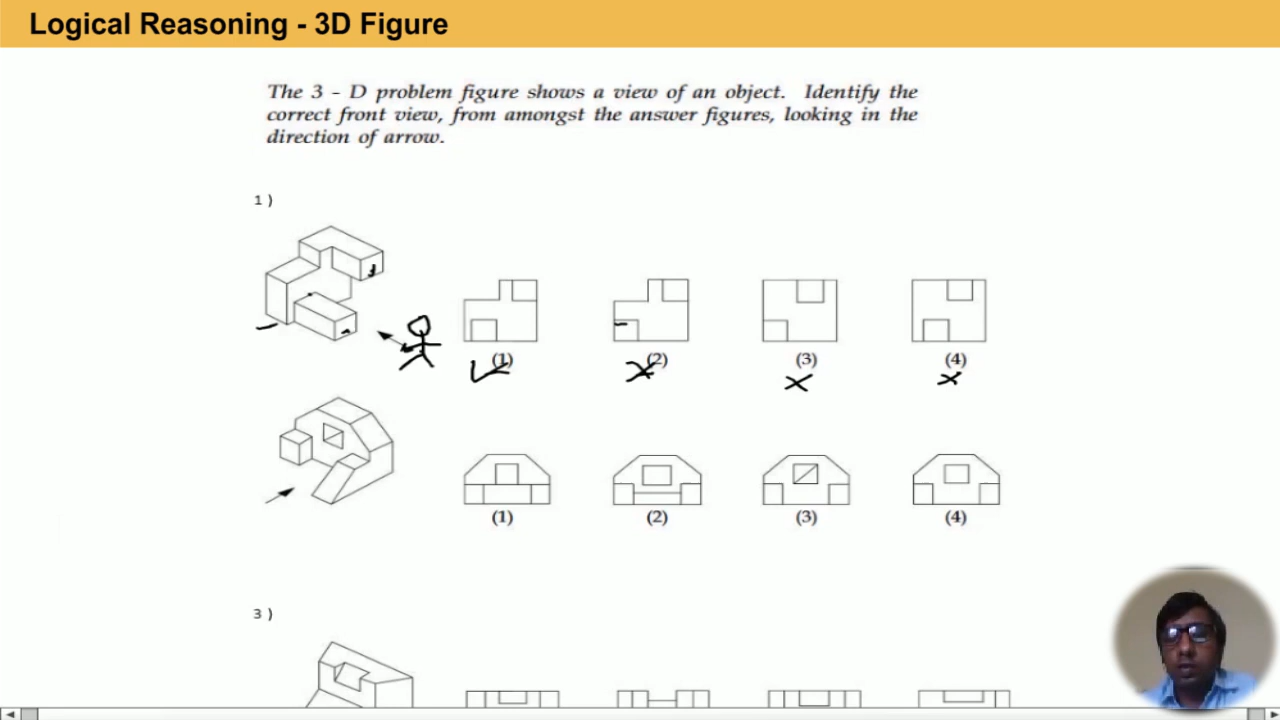 Logical Reasoning - 3D Figure
The 3 - D problem figure shows a view of an object. Identify the
correct front view, from amongst the answer figures, looking in the
direction of arrow.
1 )
(1) (2) (3) (4)
(1) (2) (3) (4)
3 )